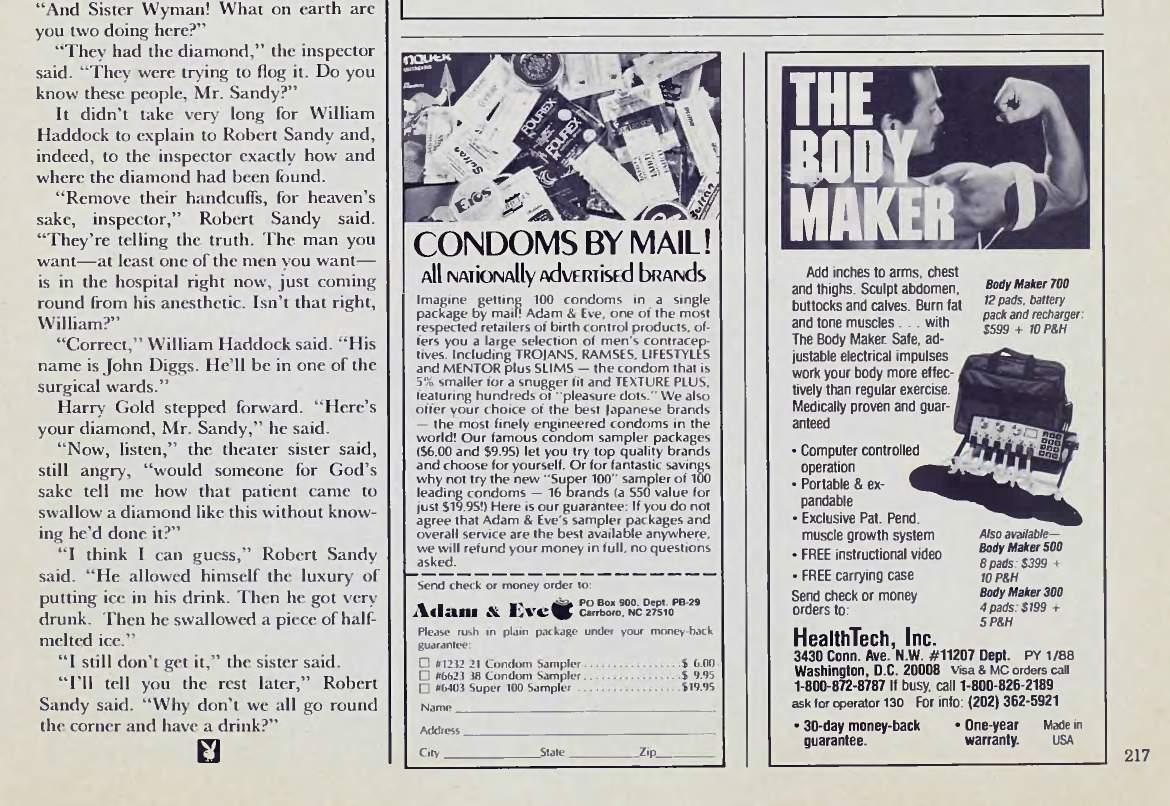 “And Sister Wyman! What on earth are
you two doing here?”
“They had the diamond,” the inspector
said. “They were trying to flog it. Do you
know these people, Mr. Sandy?”
It didn’t take very long for William
Haddock to explain to Robert Sandy and,
indeed, to the inspector exactly how and
where the diamond had been found.
“Remove their handcuffs, for heaven’s
sake, inspector,” Robert Sandy said.
“They’re telling the truth. The man you
want—at least one of the men you want—
is in the hospital right now, just coming
round from his anesthetic. Isn’t that right,
William?”
“Correct,” William Haddock said. “His
name is John Diggs. He’ll be in one of the
surgical wards.”
Harry Gold stepped forward. “Here’s
your diamond, Mr. Sandy,” he said.
“Now, listen,” the theater sister said,
still angry, “would someone for God’s
sake tell me how that patient came to
swallow a diamond like this without know-
ing he’d done it?”
“I think I can guess,” Robert Sandy
said. “He allowed himself the luxury of
putting ice in his drink. Then he got very
drunk. Then he swallowed a piece of half-
melted ice.”
“I still don’t get it,” the sister said.
“I’ll tell you the rest later,” Robert
Sandy said. “Why don’t we all go round
the corner and have a drink?”
FOUREX
FOUREX
Sultan
Eros
CONDOMS BY MAIL!
all nationally advertised brands
Imagine getting 100 condoms in a single
package by mail! Adam & Eve, one of the most
respected retailers of birth control products, of-
fers you a large selection of men’s contracep-
tives. Including TROJANS, RAMSES, LIFESTYLES
and MENTOR plus SLIMS — the condom that is
5% smaller for a snugger fit and TEXTURE PLUS,
featuring hundreds of “pleasure dots.” We also
offer your choice of the best Japanese brands
— the most finely engineered condoms in the
world! Our famous condom sampler packages
($6.00 and $9.95) let you try top quality brands
and choose for yourself. Or for fantastic savings
why not try the new “Super 100” sampler of 100
leading condoms — 16 brands (a $50 value for
just $19.95!) Here is our guarantee: If you do not
agree that Adam & Eve’s sampler packages and
overall service are the best available anywhere,
we will refund your money in full, no questions
asked.
Send check or money order to:
Adam & Eve PO Box 900, Dept. PB-29
Carrboro, NC 27510
Please rush in plain package under your money-back
guarantee:
#1232 21 Condom Sampler................$ 6.00
#6623 38 Condom Sampler................$ 9.95
#6403 Super 100 Sampler .................$19.95
Name
Address
City State Zip
THE
BODY
MAKER
Add inches to arms, chest
and thighs. Sculpt abdomen,
buttocks and calves. Burn fat
and tone muscles . . . with
The Body Maker. Safe, ad-
justable electrical impulses
work your body more effec-
tively than regular exercise.
Medically proven and guar-
anteed
• Computer controlled
operation
• Portable & ex-
pandable
• Exclusive Pat. Pend.
muscle growth system
• FREE instructional video
• FREE carrying case
Send check or money
orders to:
Body Maker 700
12 pads, battery
pack and recharger:
$599 + 10 P&H
Also available—
Body Maker 500
8 pads: $399 +
10 P&H
Body Maker 300
4 pads: $199 +
5 P&H
HealthTech, Inc.
3430 Conn. Ave. N.W. #11207 Dept. PY 1/88
Washington, D.C. 20008 Visa & MC orders call
1-800-872-8787 If busy, call 1-800-826-2189
ask for operator 130 For info: (202) 362-5921
• 30-day money-back
guarantee.
• One-year
warranty.
Made in
USA
217